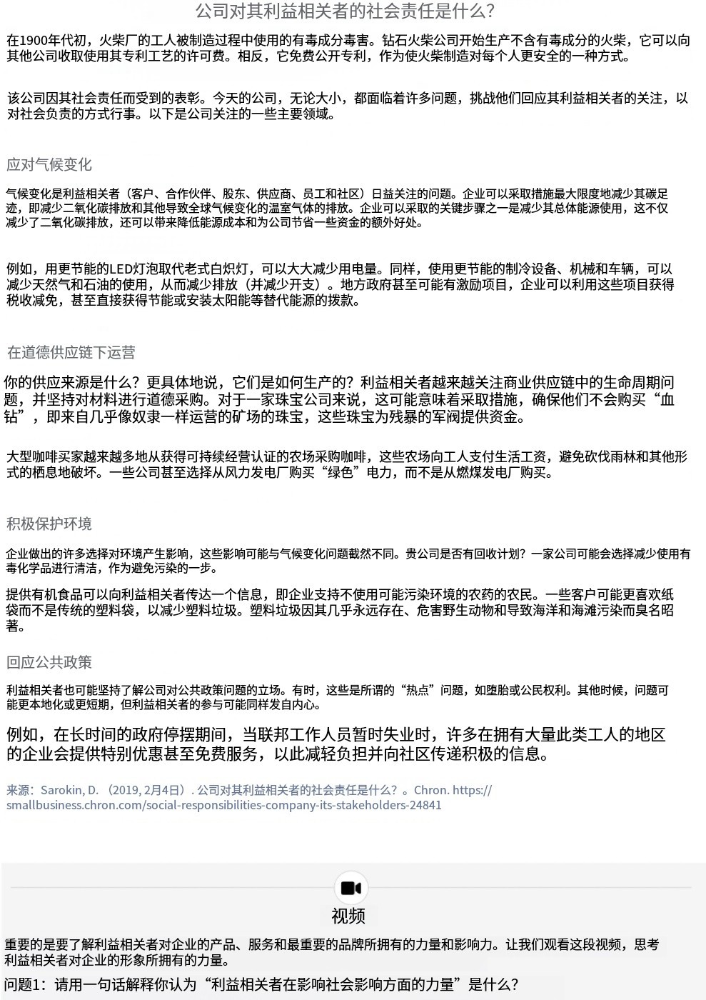 公司对其利益相关者的社会责任是什么？
在1900年代初，火柴厂的工人被制造过程中使用的有毒成分毒害。钻石火柴公司开始生产不含有毒成分的火柴，它可以向
其他公司收取使用其专利工艺的许可费。相反，它免费公开专利，作为使火柴制造对每个人更安全的一种方式。
该公司因其社会责任而受到的表彰。今天的公司，无论大小，都面临着许多问题，挑战他们回应其利益相关者的关注，以
对社会负责的方式行事。以下是公司关注的一些主要领域。
应对气候变化
气候变化是利益相关者（客户、合作伙伴、股东、供应商、员工和社区）日益关注的问题。企业可以采取措施最大限度地减少其碳足
迹，即减少二氧化碳排放和其他导致全球气候变化的温室气体的排放。企业可以采取的关键步骤之一是减少其总体能源使用，这不仅
减少了二氧化碳排放，还可以带来降低能源成本和为公司节省一些资金的额外好处。
例如，用更节能的LED灯泡取代老式白炽灯，可以大大减少用电量。同样，使用更节能的制冷设备、机械和车辆，可以
减少天然气和石油的使用，从而减少排放（并减少开支）。地方政府甚至可能有激励项目，企业可以利用这些项目获得
税收减免，甚至直接获得节能或安装太阳能等替代能源的拨款。
在道德供应链下运营
你的供应来源是什么？更具体地说，它们是如何生产的？利益相关者越来越关注商业供应链中的生命周期问
题，并坚持对材料进行道德采购。对于一家珠宝公司来说，这可能意味着采取措施，确保他们不会购买“血
钻”，即来自几乎像奴隶一样运营的矿场的珠宝，这些珠宝为残暴的军阀提供资金。
大型咖啡买家越来越多地从获得可持续经营认证的农场采购咖啡，这些农场向工人支付生活工资，避免砍伐雨林和其他形
式的栖息地破坏。一些公司甚至选择从风力发电厂购买“绿色”电力，而不是从燃煤发电厂购买。
积极保护环境
企业做出的许多选择对环境产生影响，这些影响可能与气候变化问题截然不同。贵公司是否有回收计划？一家公司可能会选择减少使用有
毒化学品进行清洁，作为避免污染的一步。
提供有机食品可以向利益相关者传达一个信息，即企业支持不使用可能污染环境的农药的农民。一些客户可能更喜欢纸
袋而不是传统的塑料袋，以减少塑料垃圾。塑料垃圾因其几乎永远存在、危害野生动物和导致海洋和海滩污染而臭名昭
著。
回应公共政策
利益相关者也可能坚持了解公司对公共政策问题的立场。有时，这些是所谓的“热点”问题，如堕胎或公民权利。其他时候，问题可
能更本地化或更短期，但利益相关者的参与可能同样发自内心。
例如，在长时间的政府停摆期间，当联邦工作人员暂时失业时，许多在拥有大量此类工人的地区
的企业会提供特别优惠甚至免费服务，以此减轻负担并向社区传递积极的信息。
来源：Sarokin, D. （2019, 2月4日）. 公司对其利益相关者的社会责任是什么？。Chron. https://
smallbusiness.chron.com/social-responsibilities-company-its-stakeholders-24841
视频
重要的是要了解利益相关者对企业的产品、服务和最重要的品牌所拥有的力量和影响力。让我们观看这段视频，思考
利益相关者对企业的形象所拥有的力量。
问题1：请用一句话解释你认为“利益相关者在影响社会影响方面的力量”是什么？